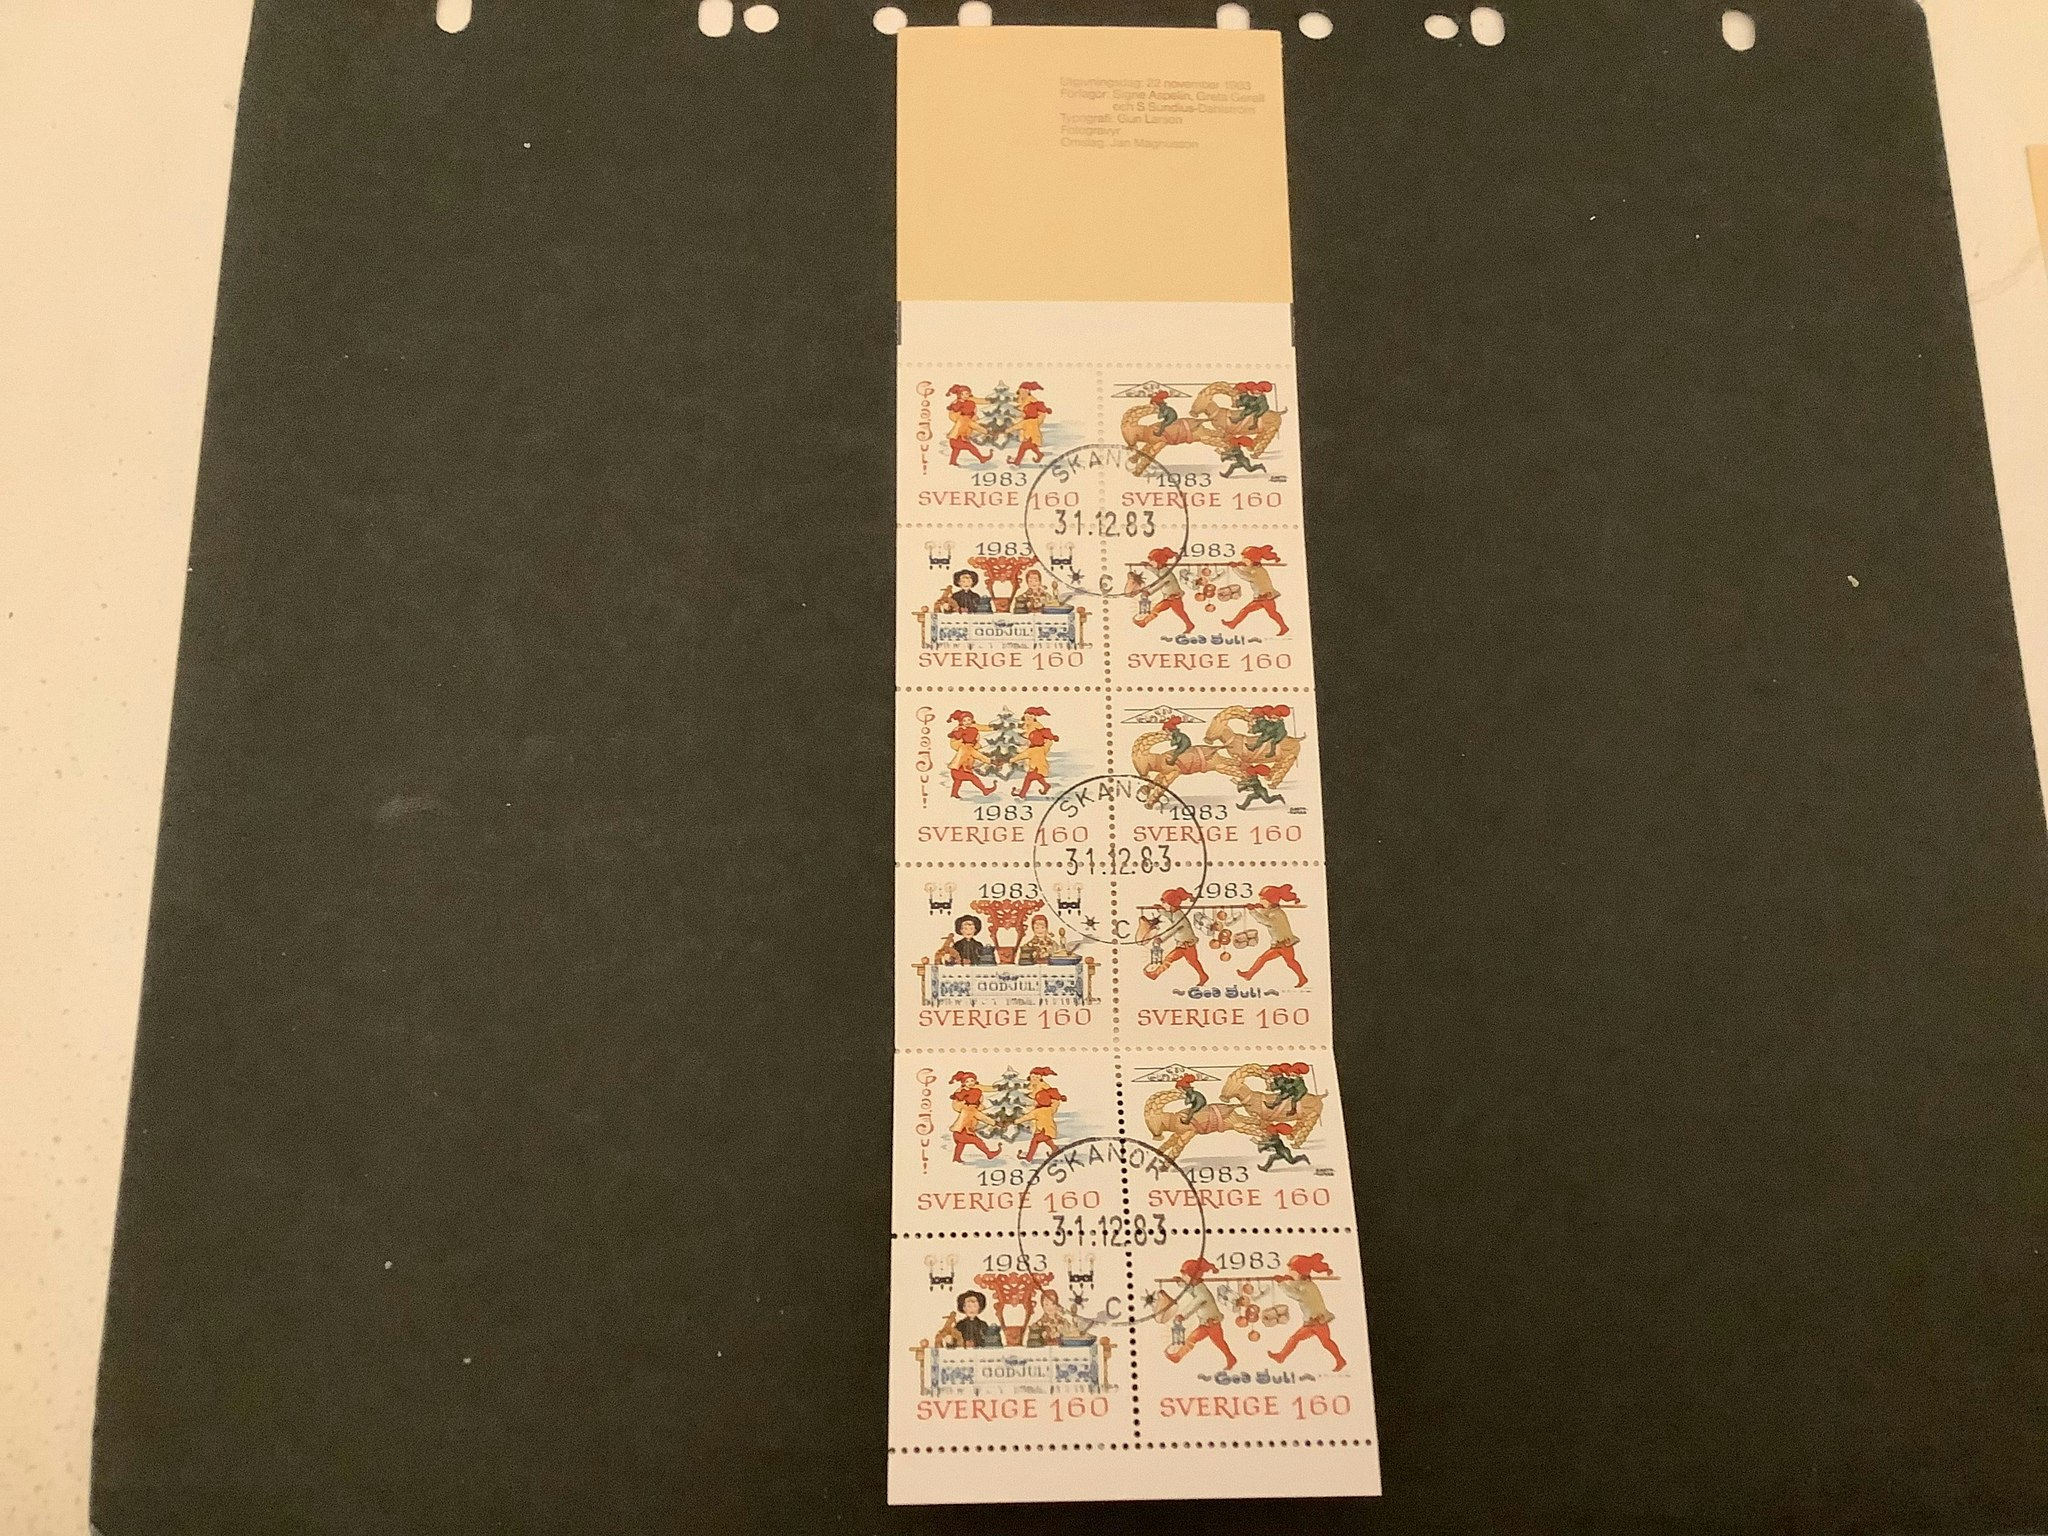 Utgivningsdag: 22 november 1983
Förlagor: Signe Aspelin, Greta Gerell
och S Sundius-Dahlström
Typografi: Gun Larson
Fotogravyr
Omslag: Jan Magnusson
God Jul!
1983
SVERIGE 160
1983
SVERIGE 160
SKANÖR
31.12.83
C
1983
GOD JUL!
SVERIGE 160
1983
~God Jul!~
SVERIGE 160
God Jul!
1983
SVERIGE 160
1983
SVERIGE 160
SKANÖR
31.12.83
C
1983
GOD JUL!
SVERIGE 160
1983
~God Jul!~
SVERIGE 160
God Jul!
1983
SVERIGE 160
1983
SVERIGE 160
SKANÖR
31.12.83
C
1983
GOD JUL!
SVERIGE 160
1983
~God Jul!~
SVERIGE 160